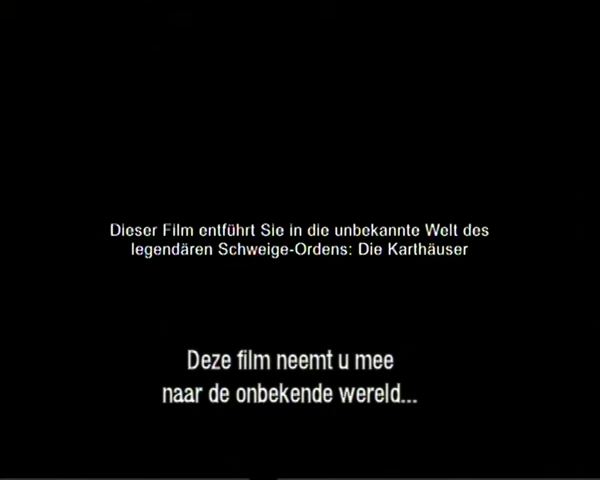 Dieser Film entführt Sie in die unbekannte Welt des
legendären Schweige-Ordens: Die Karthäuser
Deze film neemt u mee
naar de onbekende wereld...